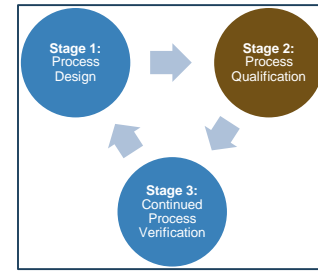 Stage 1:
Process
Design
Stage 2:
Process
Qualification
Stage 3:
Continued
Process
Verification